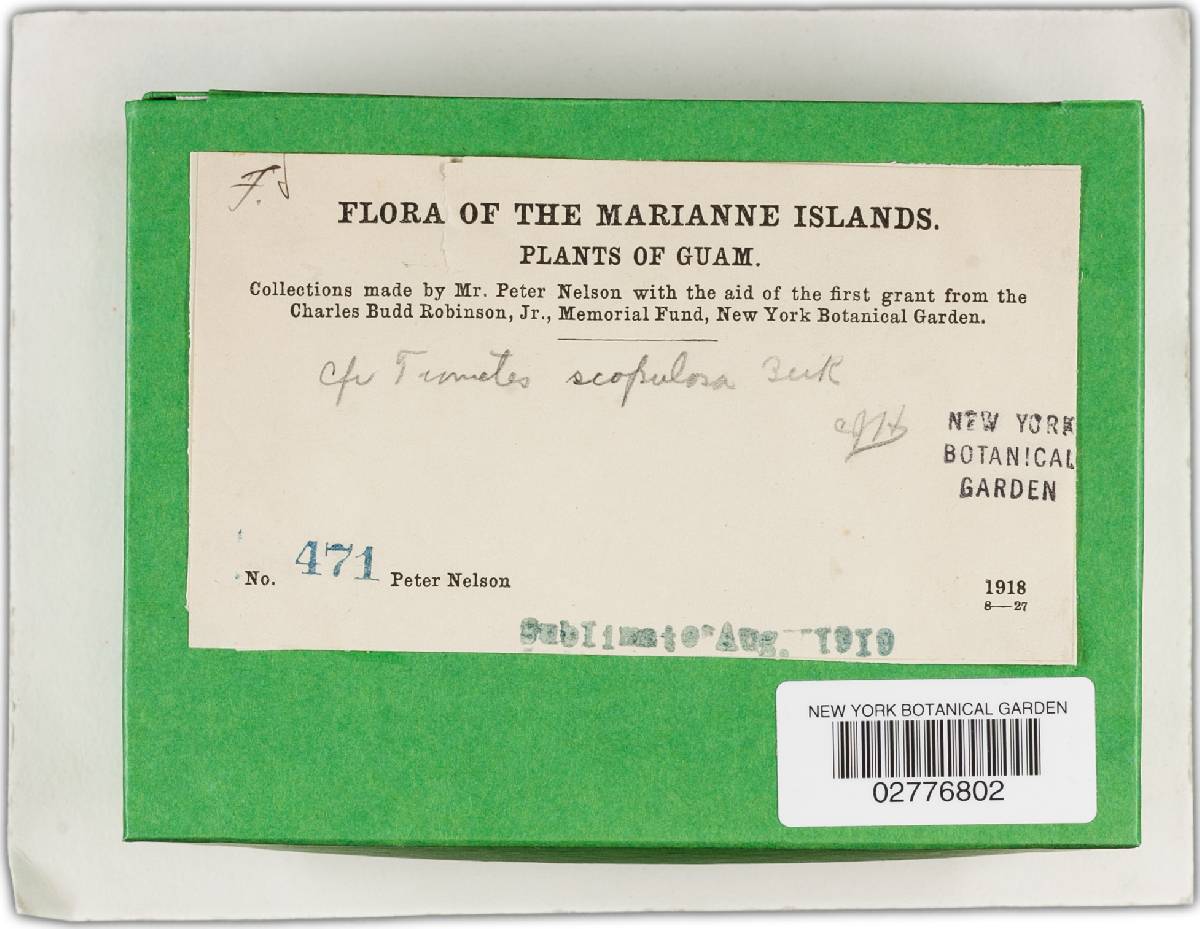 FLORA OF THE MARIANNE ISLANDS.
PLANTS OF GUAM.
Collections made by Mr. Peter Nelson with the aid of the first grant from the
Charles Budd Robinson, Jr., Memorial Fund, New York Botanical Garden.
Trametes scopulosa Berk
NEW YORK
BOTANICAL
GARDEN
No. 471 Peter Nelson
1918
8—27
Sublimate Aug. 1919
NEW YORK BOTANICAL GARDEN
02776802